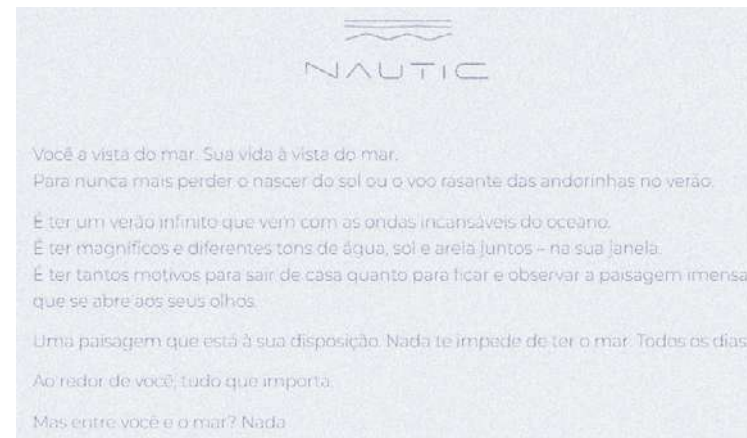 NAUTIC
Você a vista do mar. Sua vida à vista do mar.
Para nunca mais perder o nascer do sol ou o voo rasante das andorinhas no verão.
É ter um verão infinito que vem com as ondas incansáveis do oceano.
É ter magníficos e diferentes tons de água, sol e areia juntos – na sua janela.
É ter tantos motivos para sair de casa quanto para ficar e observar a paisagem imensa
que se abre aos seus olhos.
Uma paisagem que está à sua disposição. Nada te impede de ter o mar. Todos os dias
Ao redor de você, tudo que importa.
Mas entre você e o mar? Nada